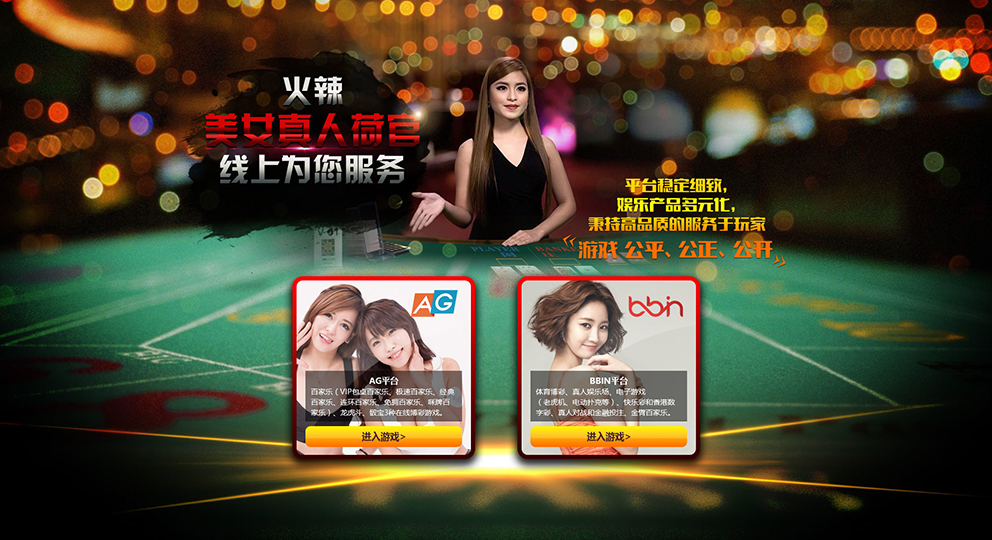 火辣
美女真人荷官
线上为您服务
平台稳定细致,
娱乐产品多元化,
秉持高品质的服务于玩家
《游戏 公平、公正、公开》
PLAYER
AG
AG平台
百家乐（VIP包桌百家乐、极速百家乐、经典
百家乐、连环百家乐、免佣百家乐、咪牌百
家乐）、龙虎斗、骰宝3种在线博彩游戏。
进入游戏>
bbin
BBIN平台
体育博彩、真人娱乐场、电子游戏
（老虎机、电动扑克等）、快乐彩和香港数
字彩、真人对战和金融投注、金臂百家乐。
进入游戏>